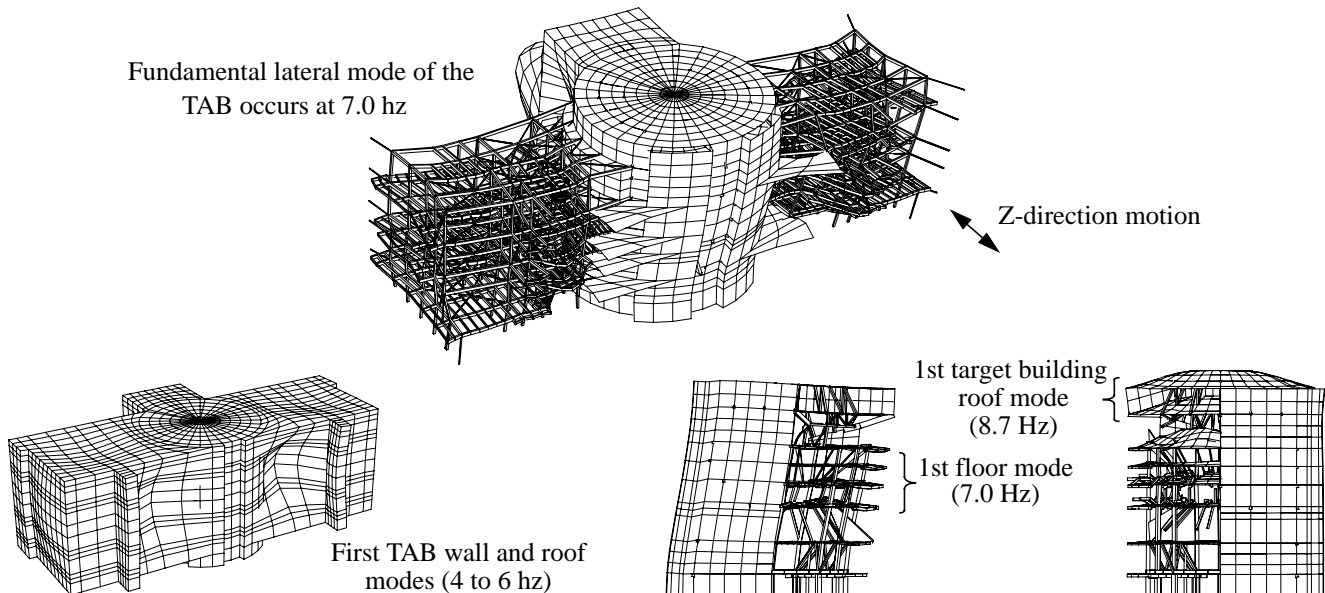 Fundamental lateral mode of the
TAB occurs at 7.0 hz
Z-direction motion
1st target building
roof mode
(8.7 Hz)
1st floor mode
(7.0 Hz)
First TAB wall and roof
modes (4 to 6 hz)